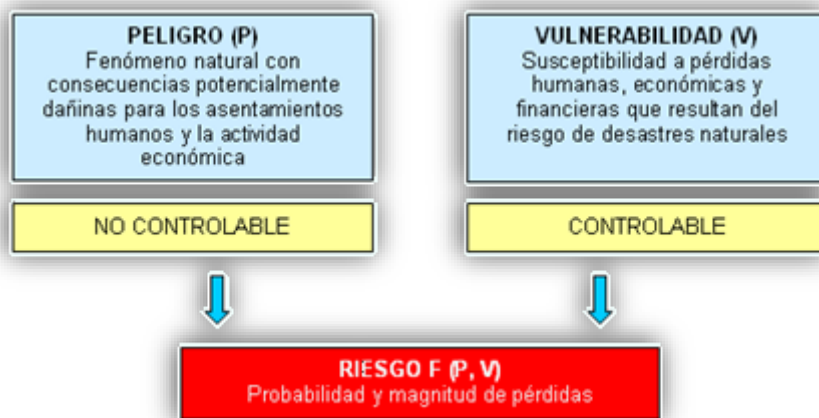 PELIGRO (P)
Fenómeno natural con
consecuencias potencialmente
dañinas para los asentamientos
humanos y la actividad
económica
NO CONTROLABLE
VULNERABILIDAD (V)
Susceptibilidad a pérdidas
humanas, económicas y
financieras que resultan del
riesgo de desastres naturales
CONTROLABLE
RIESGO F (P, V)
Probabilidad y magnitud de pérdidas